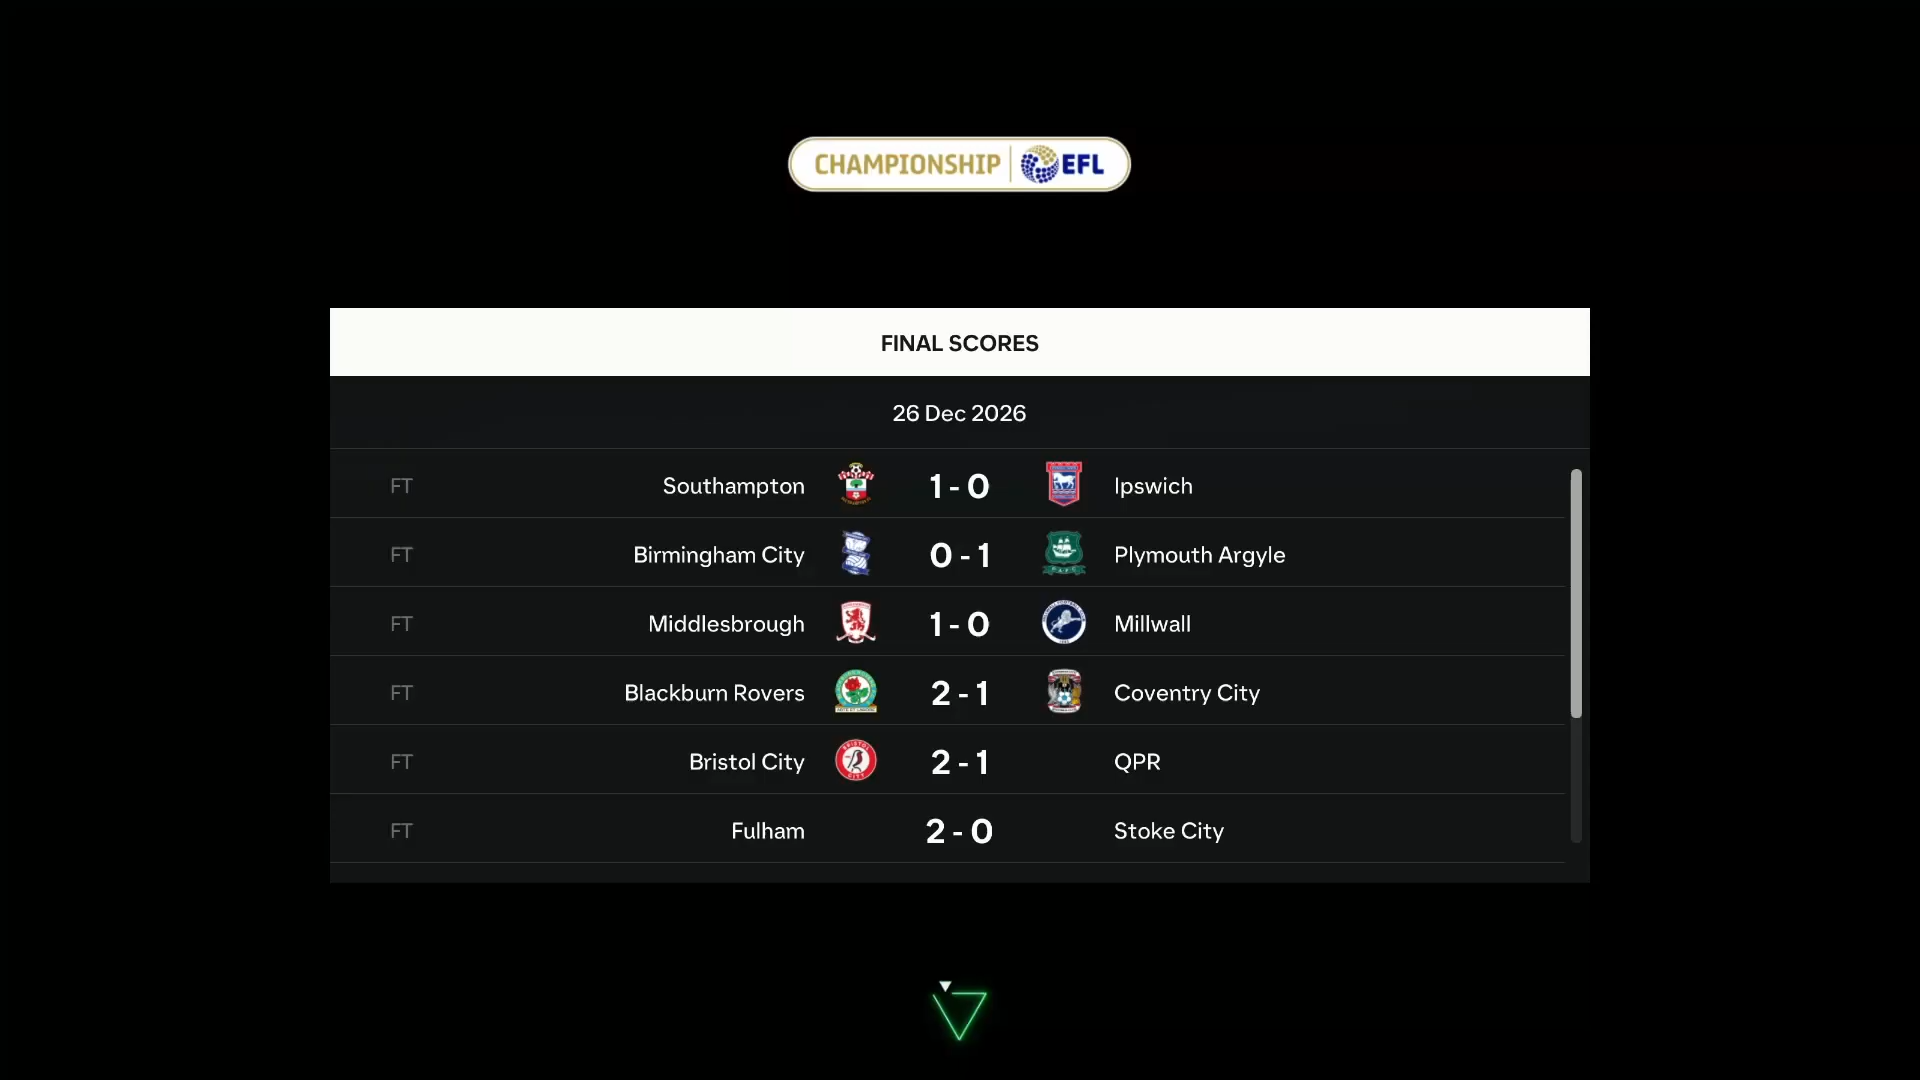 CHAMPIONSHIP EFL
FINAL SCORES
26 Dec 2026
FT Southampton 1 - 0 Ipswich
FT Birmingham City 0 - 1 Plymouth Argyle
FT Middlesbrough 1 - 0 Millwall
FT Blackburn Rovers 2 - 1 Coventry City
FT Bristol City 2 - 1 QPR
FT Fulham 2 - 0 Stoke City